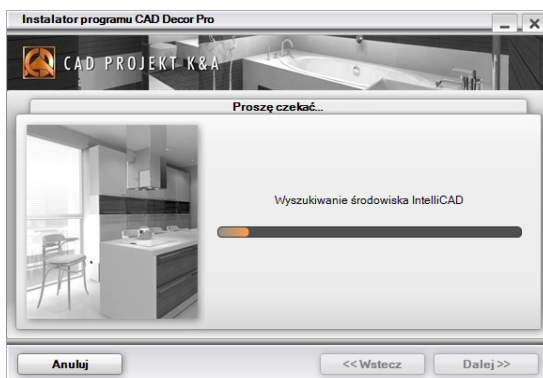 Instalator programu CAD Decor Pro
CAD PROJEKT K&A
Proszę czekać...
Wyszukiwanie środowiska IntelliCAD
Anuluj
<< Wstecz
Dalej >>